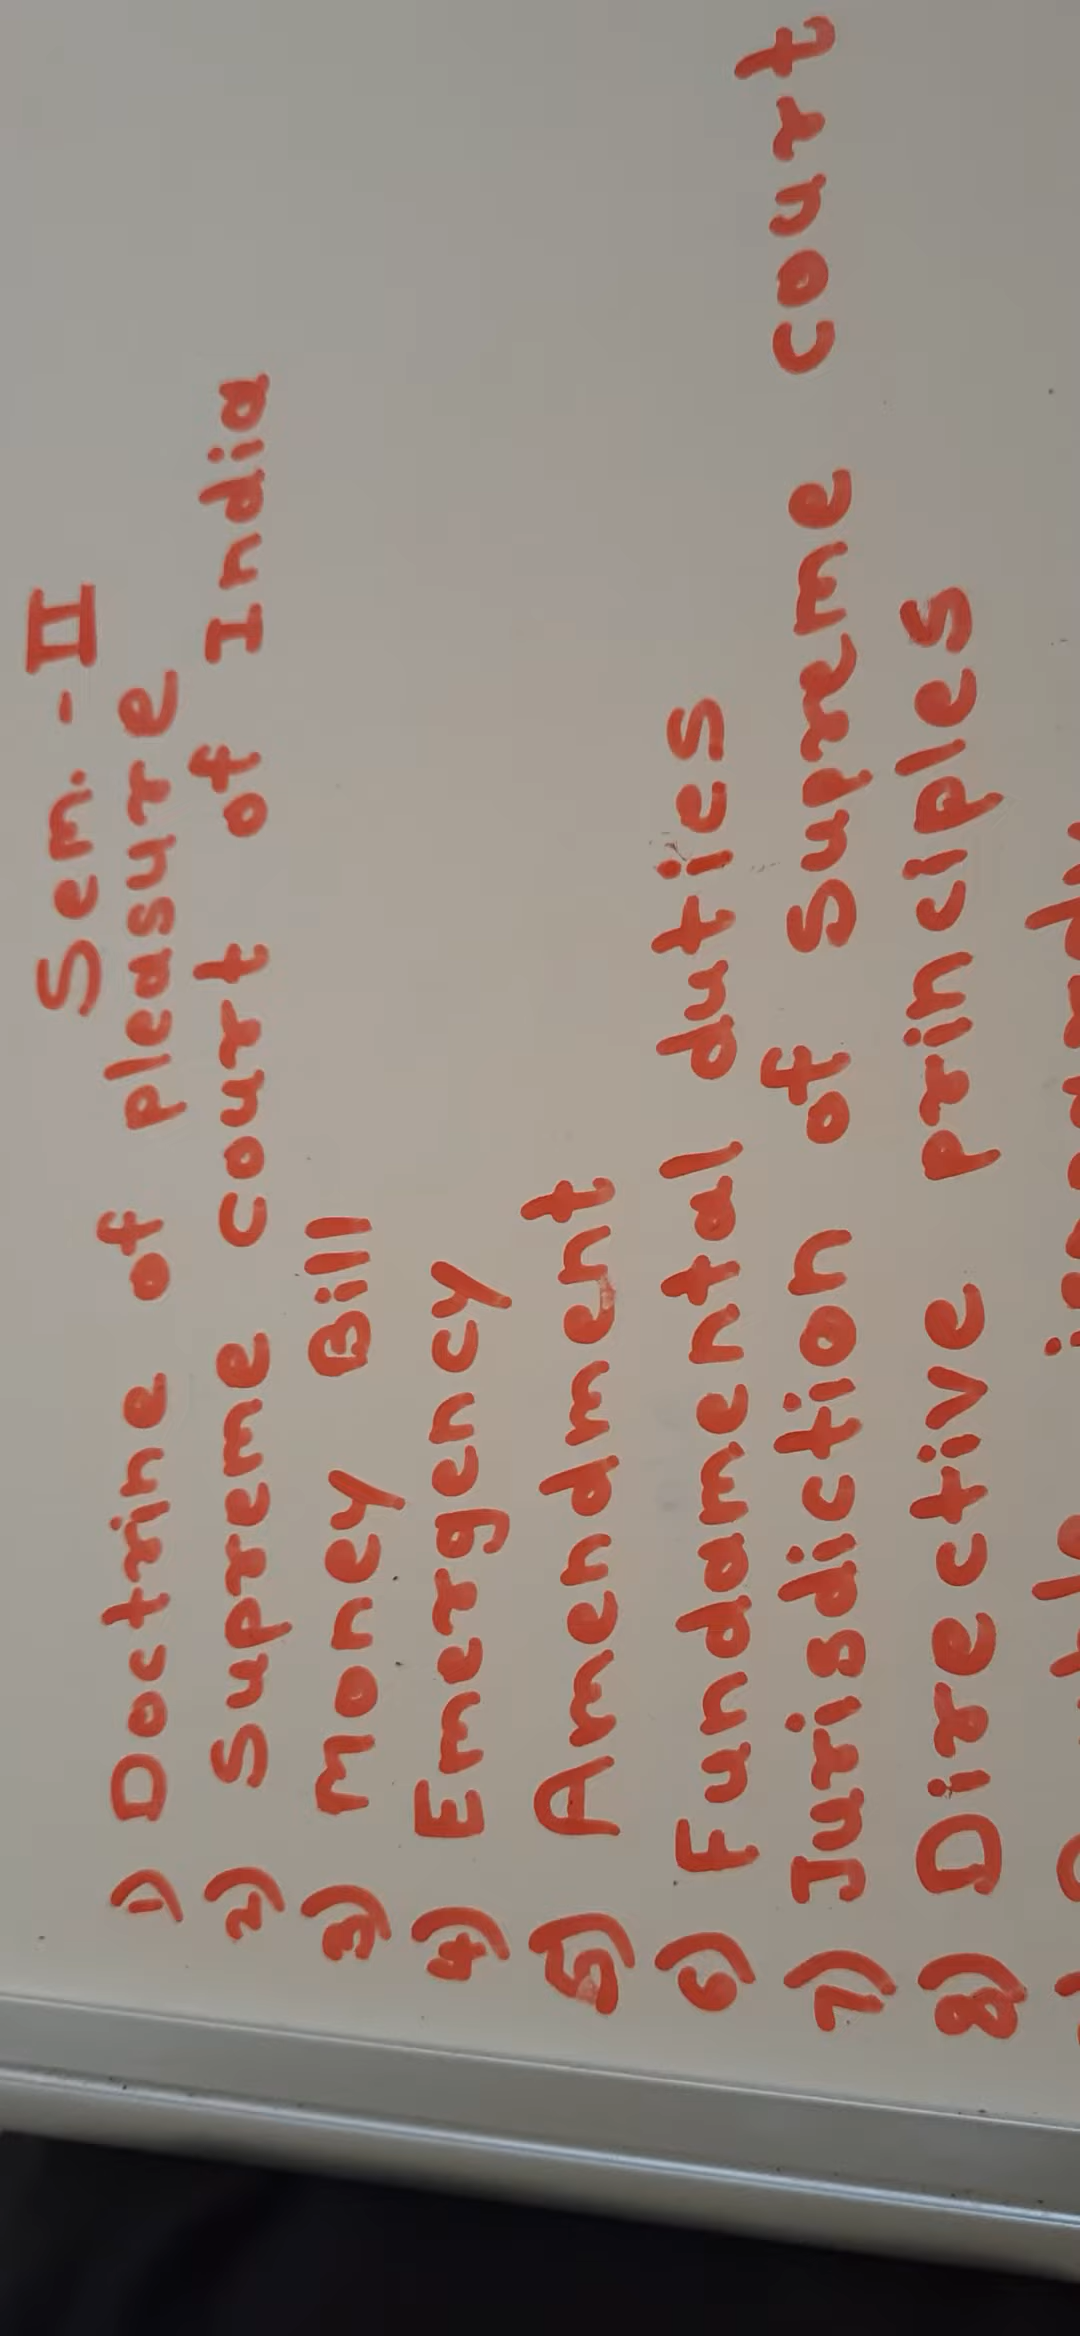 Sem. - II
1) Doctrine of pleasure
2) Supreme court of India
3) Money Bill
4) Emergency
5) Amendment
6) Fundamental duties
7) Jurisdiction of Supreme court
8) Directive principles